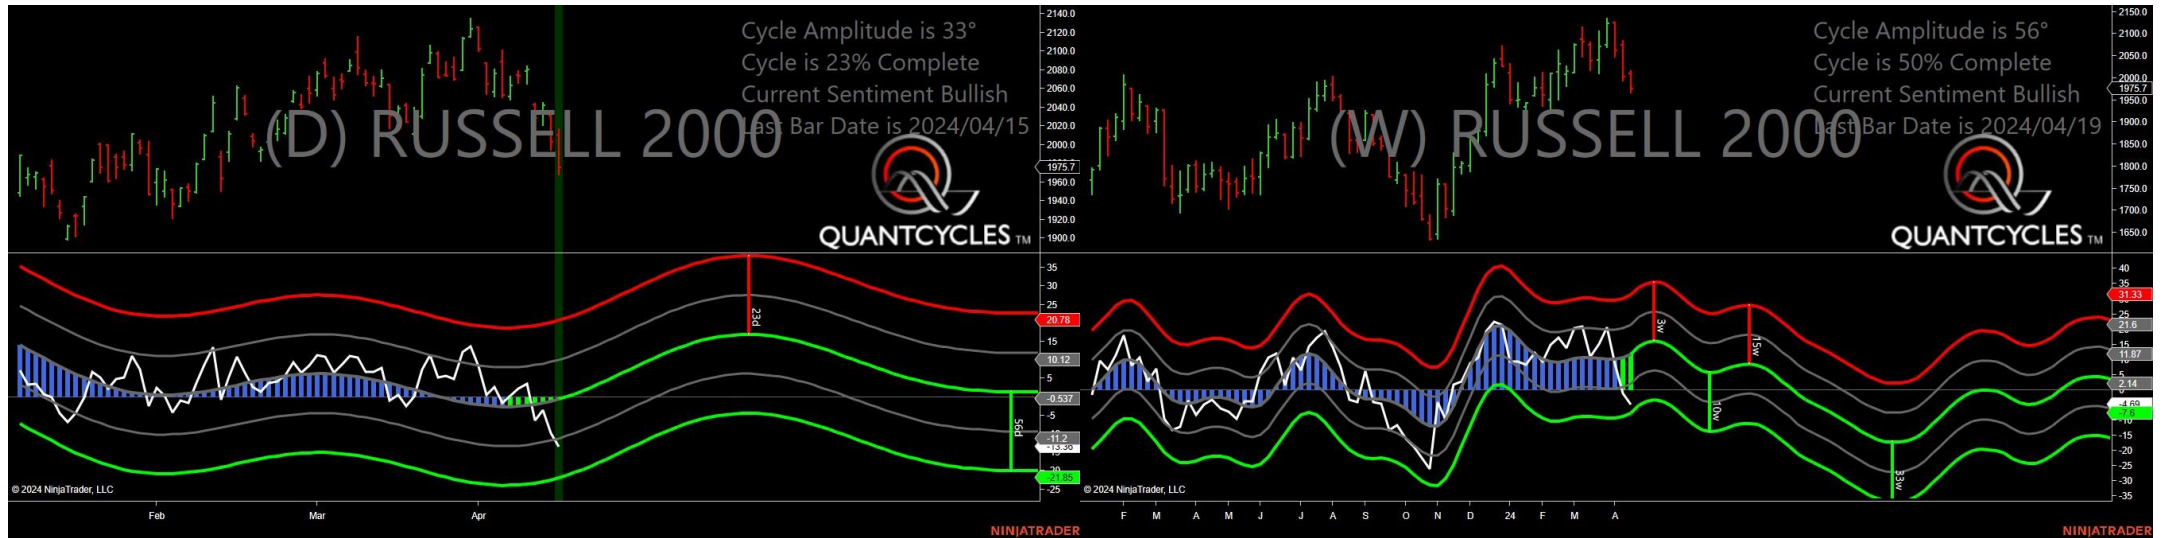 Cycle Amplitude is 33°
Cycle is 23% Complete
Current Sentiment Bullish
Last Bar Date is 2024/04/15
(D) RUSSELL 2000
QUANTCYCLES TM
2140.0
2120.0
2100.0
2080.0
2060.0
2040.0
2020.0
2000.0
1975.7
1960.0
1940.0
1920.0
1900.0
35
30
25
20.78
15
10.12
5
-0.537
-5
-11.2
-13.36
-21.85
-25
23d
56d
© 2024 NinjaTrader, LLC
Feb Mar Apr
NINJATRADER
Cycle Amplitude is 56°
Cycle is 50% Complete
Current Sentiment Bullish
Last Bar Date is 2024/04/19
(W) RUSSELL 2000
QUANTCYCLES TM
2150.0
2100.0
2050.0
2000.0
1975.7
1950.0
1900.0
1850.0
1800.0
1750.0
1700.0
1650.0
40
35
31.33
21.6
11.87
2.14
-4.69
-7.6
-15
-20
-25
-30
-35
3w
15w
10w
33w
© 2024 NinjaTrader, LLC
F M A M J J A S O N D 24 F M A
NINJATRADER